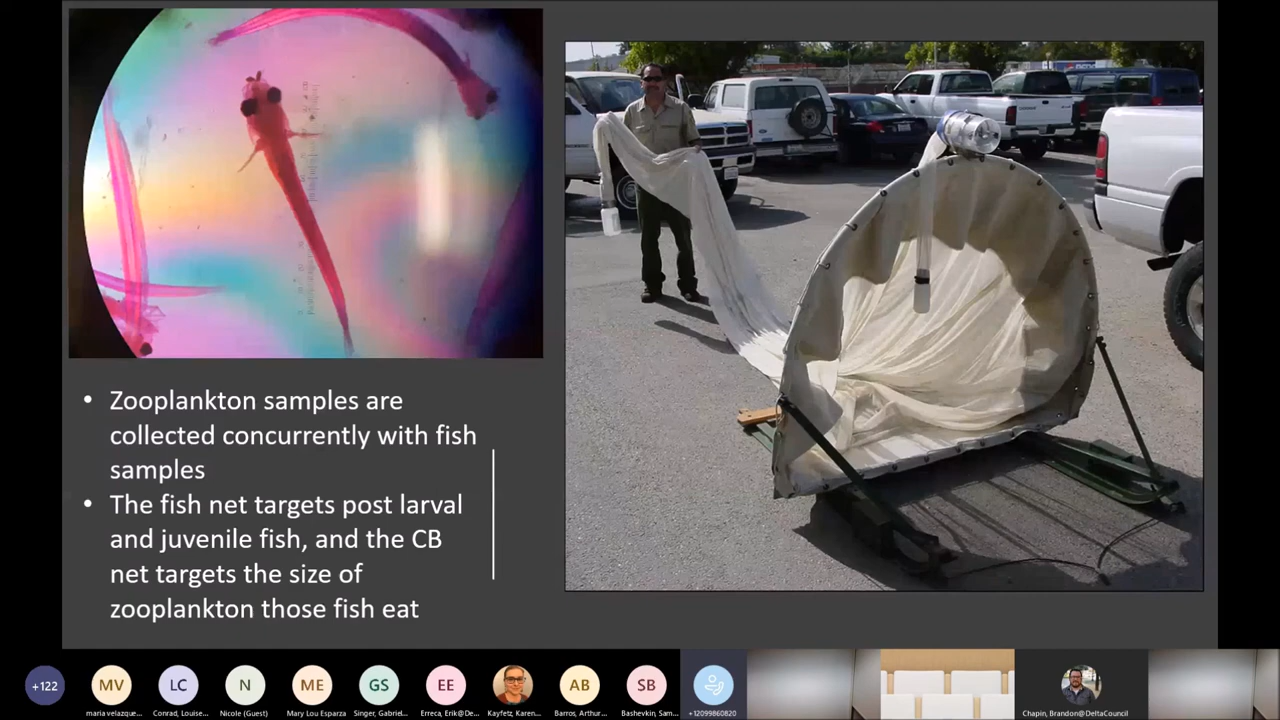 • Zooplankton samples are
collected concurrently with fish
samples
• The fish net targets post larval
and juvenile fish, and the CB
net targets the size of
zooplankton those fish eat
+122
MV
LC
N
ME
GS
EE
AB
SB
maria velazque...
Conrad, Louise...
Nicole (Guest)
Mary Lou Esparza
Singer, Gabriel...
Erreca, Erik@De...
Kayfetz, Karen...
Barros, Arthur...
Bashevkin, Sam...
+12099860820
Chapin, Brandon@DeltaCouncil